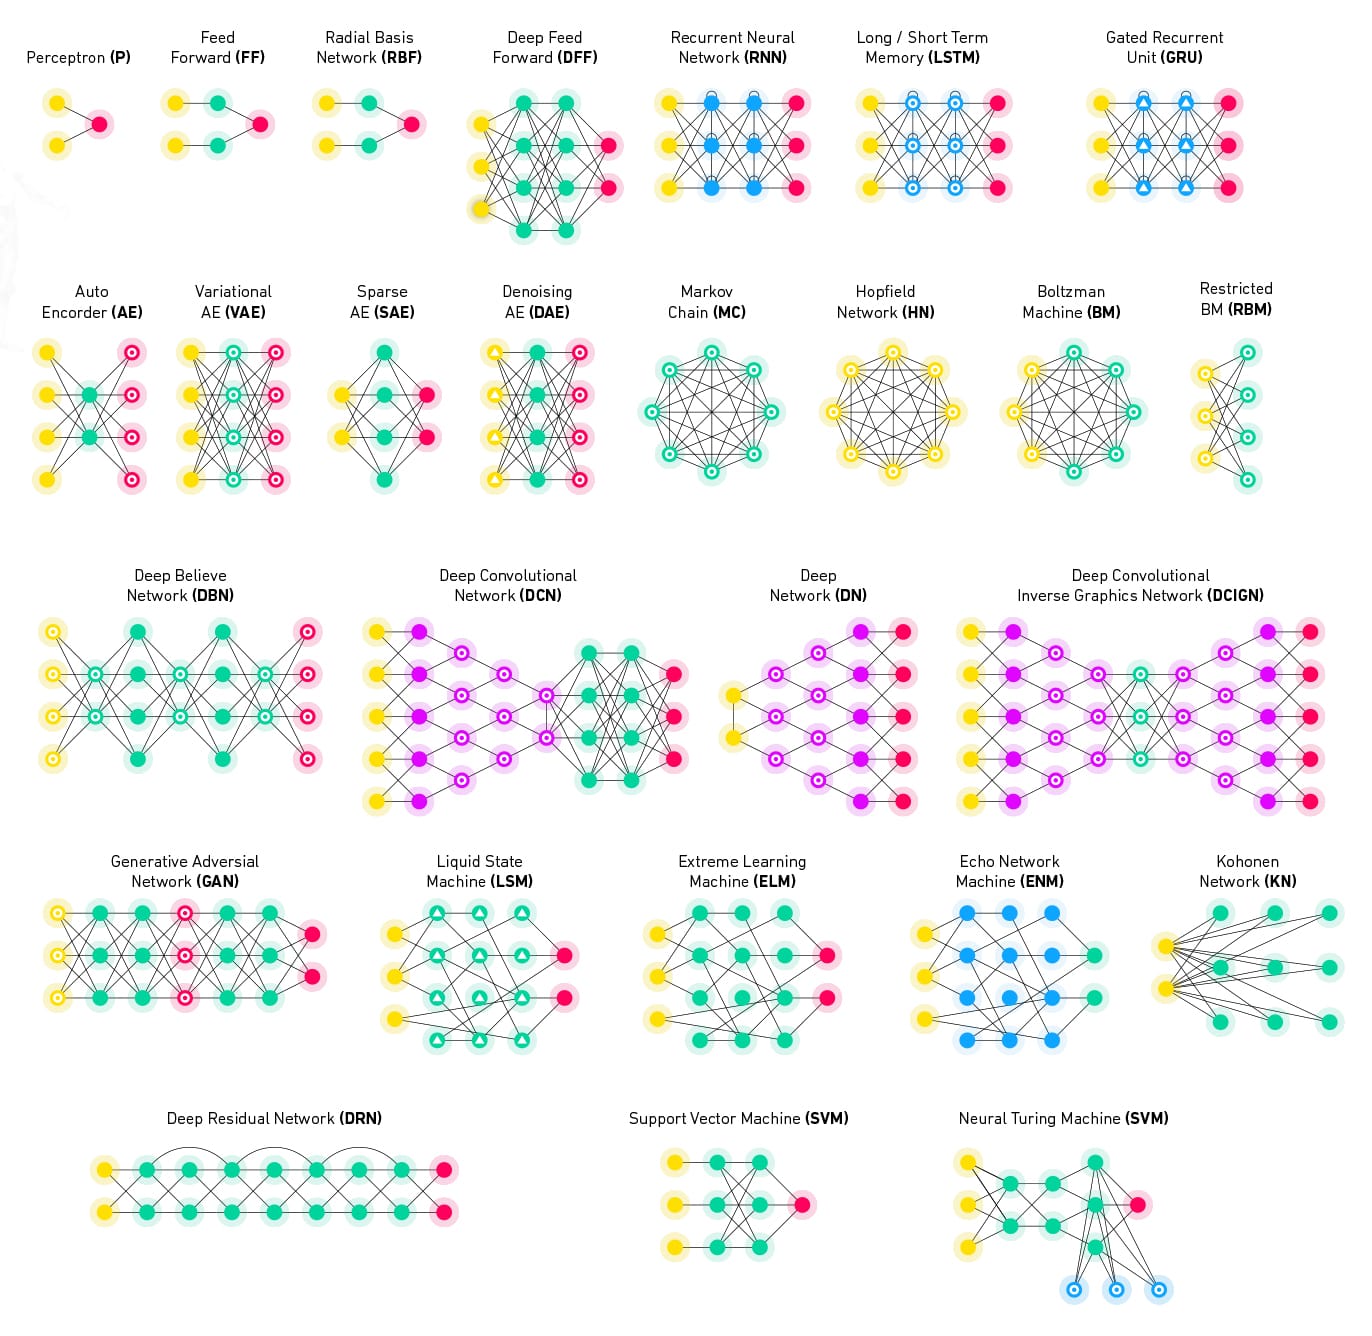 Perceptron (P)
Feed
Forward (FF)
Radial Basis
Network (RBF)
Deep Feed
Forward (DFF)
Recurrent Neural
Network (RNN)
Long / Short Term
Memory (LSTM)
Gated Recurrent
Unit (GRU)
Auto
Encorder (AE)
Variational
AE (VAE)
Sparse
AE (SAE)
Denoising
AE (DAE)
Markov
Chain (MC)
Hopfield
Network (HN)
Boltzman
Machine (BM)
Restricted
BM (RBM)
Deep Believe
Network (DBN)
Deep Convolutional
Network (DCN)
Deep
Network (DN)
Deep Convolutional
Inverse Graphics Network (DCIGN)
Generative Adversial
Network (GAN)
Liquid State
Machine (LSM)
Extreme Learning
Machine (ELM)
Echo Network
Machine (ENM)
Kohonen
Network (KN)
Deep Residual Network (DRN)
Support Vector Machine (SVM)
Neural Turing Machine (SVM)